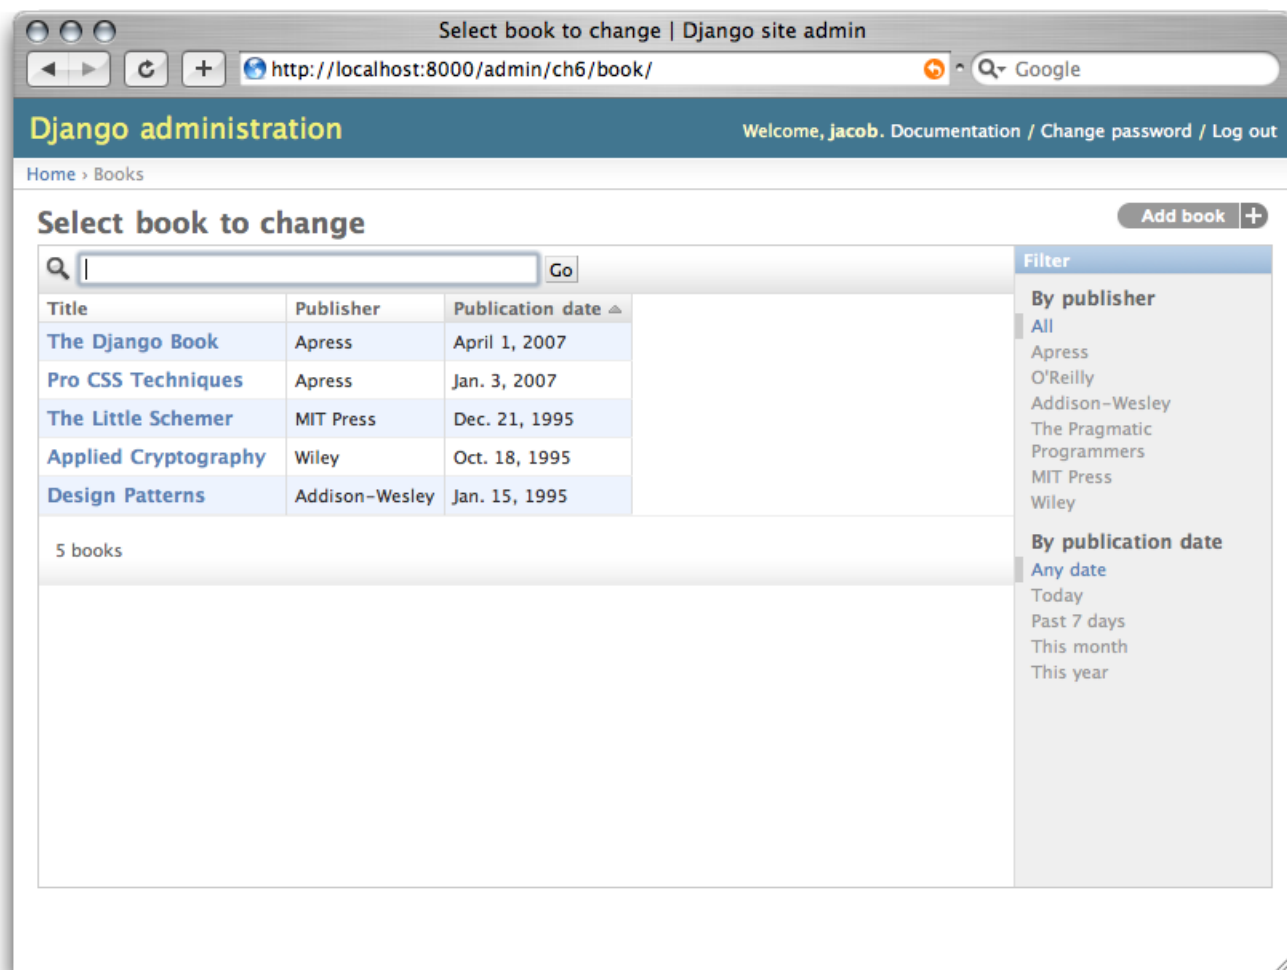 Select book to change | Django site admin
http://localhost:8000/admin/ch6/book/ Google
Django administration
Welcome, jacob. Documentation / Change password / Log out
Home › Books
Select book to change
Add book +
Go
Title Publisher Publication date
The Django Book Apress April 1, 2007
Pro CSS Techniques Apress Jan. 3, 2007
The Little Schemer MIT Press Dec. 21, 1995
Applied Cryptography Wiley Oct. 18, 1995
Design Patterns Addison-Wesley Jan. 15, 1995
5 books
Filter
By publisher
All
Apress
O'Reilly
Addison-Wesley
The Pragmatic
Programmers
MIT Press
Wiley
By publication date
Any date
Today
Past 7 days
This month
This year